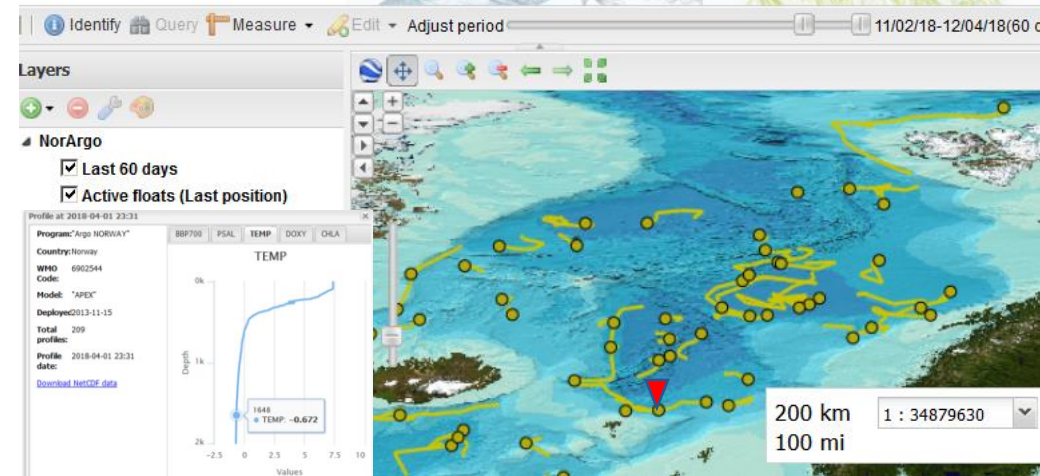 Identify Query Measure Edit Adjust period 11/02/18-12/04/18(60
Layers
NorArgo
Last 60 days
Active floats (Last position)
Profile at 2018-04-01 23:31
Program: "Argo NORWAY"
Country: Norway
WMO Code: 6902544
Model: "APEX"
Deployed 2013-11-15
Total profiles: 209
Profile date: 2018-04-01 23:31
Download NetCDF data
BBP700 PSAL TEMP DOXY CHLA
TEMP
0k
1k
2k
Depth
1648
TEMP: -0.672
-2.5 0 2.5 5 7.5 10
Values
200 km
100 mi
1 : 34879630